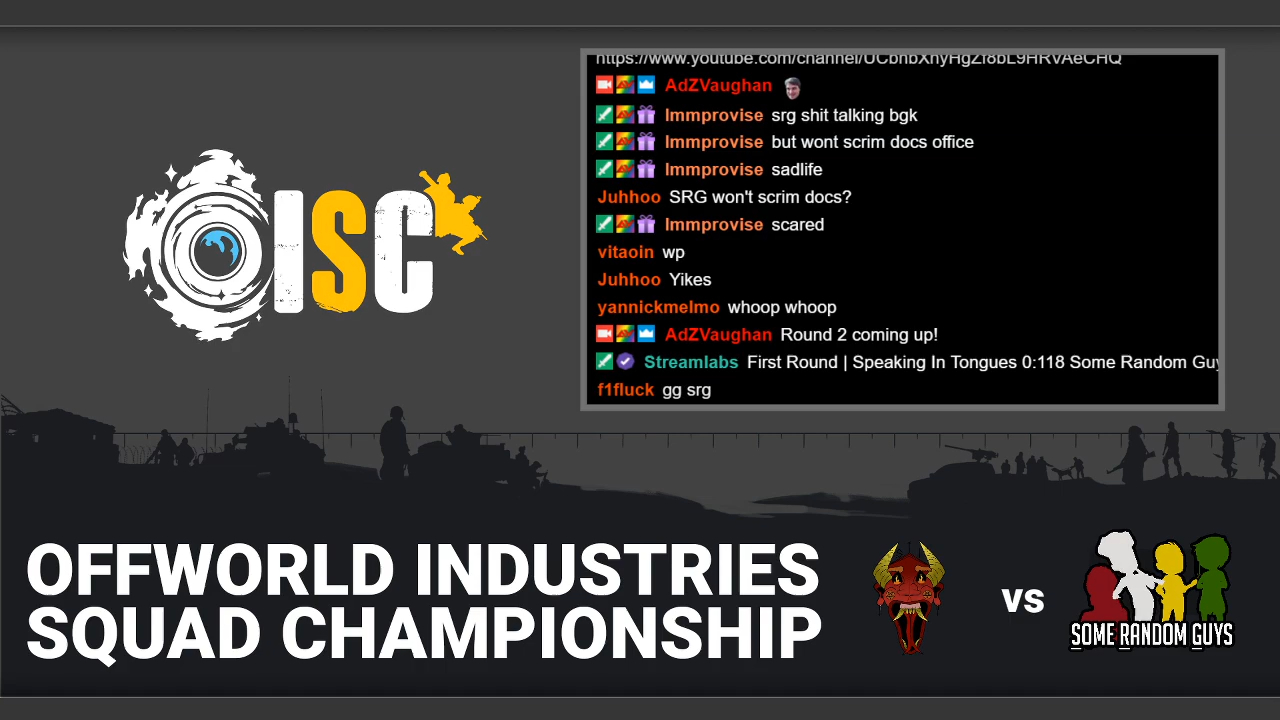 https://www.youtube.com/channel/UCbnbXhyHgZf8bL9HRVAeCHQ
AdZVaughan
Immprovise srg shit talking bgk
Immprovise but wont scrim docs office
Immprovise sadlife
Juhhoo SRG won't scrim docs?
Immprovise scared
vitaoin wp
Juhhoo Yikes
yannickmelmo whoop whoop
AdZVaughan Round 2 coming up!
Streamlabs First Round | Speaking In Tongues 0:118 Some Random Guy
f1fluck gg srg
OISC
OFFWORLD INDUSTRIES
SQUAD CHAMPIONSHIP
VS
SOME RANDOM GUYS